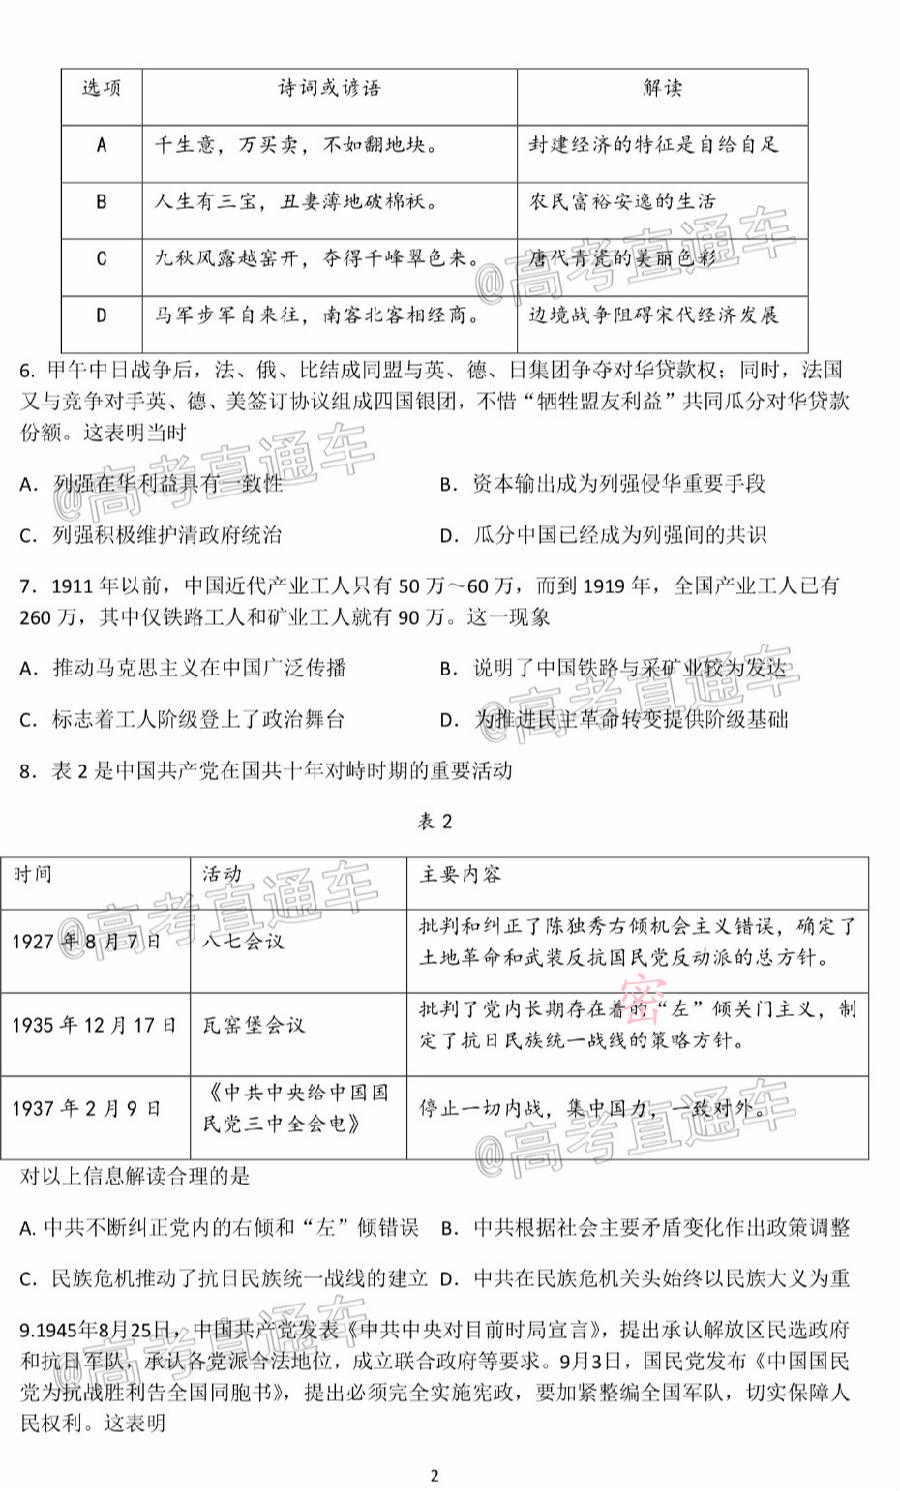 选项 诗词或谚语 解读
A 千生意，万买卖，不如翻地块。 封建经济的特征是自给自足
B 人生有三宝，丑妻薄地破棉袄。 农民富裕安逸的生活
C 九秋风露越窑开，夺得千峰翠色来。 唐代青瓷的美丽色彩
D 马军步军自来往，南客北客相经商。 边境战争阻碍宋代经济发展
@高考直通车
6. 甲午中日战争后，法、俄、比结成同盟与英、德、日集团争夺对华贷款权；同时，法国
又与竞争对手英、德、美签订协议组成四国银团，不惜“牺牲盟友利益”共同瓜分对华贷款
份额。这表明当时
@高考直通车
A．列强在华利益具有一致性 B．资本输出成为列强侵华重要手段
C．列强积极维护清政府统治 D．瓜分中国已经成为列强间的共识
7．1911 年以前，中国近代产业工人只有 50 万～60 万，而到 1919 年，全国产业工人已有
260 万，其中仅铁路工人和矿业工人就有 90 万。这一现象
A．推动马克思主义在中国广泛传播 B．说明了中国铁路与采矿业较为发达
@高考直通车
C．标志着工人阶级登上了政治舞台 D．为推进民主革命转变提供阶级基础
8．表 2 是中国共产党在国共十年对峙时期的重要活动
表 2
时间 活动 主要内容
@高考直通车
1927 年 8 月 7 日 八七会议 批判和纠正了陈独秀右倾机会主义错误，确定了
土地革命和武装反抗国民党反动派的总方针。
密
1935 年 12 月 17 日 瓦窑堡会议 批判了党内长期存在着的“左”倾关门主义，制
定了抗日民族统一战线的策略方针。
1937 年 2 月 9 日 《中共中央给中国国
民党三中全会电》 停止一切内战，集中国力，一致对外。
@高考直通车
对以上信息解读合理的是
A. 中共不断纠正党内的右倾和“左”倾错误 B．中共根据社会主要矛盾变化作出政策调整
C．民族危机推动了抗日民族统一战线的建立 D．中共在民族危机关头始终以民族大义为重
@高考直通车
9.1945年8月25日，中国共产党发表《中共中央对目前时局宣言》，提出承认解放区民选政府
和抗日军队，承认各党派合法地位，成立联合政府等要求。9月3日，国民党发布《中国国民
党为抗战胜利告全国同胞书》，提出必须完全实施宪政，要加紧整编全国军队，切实保障人
民权利。这表明
2